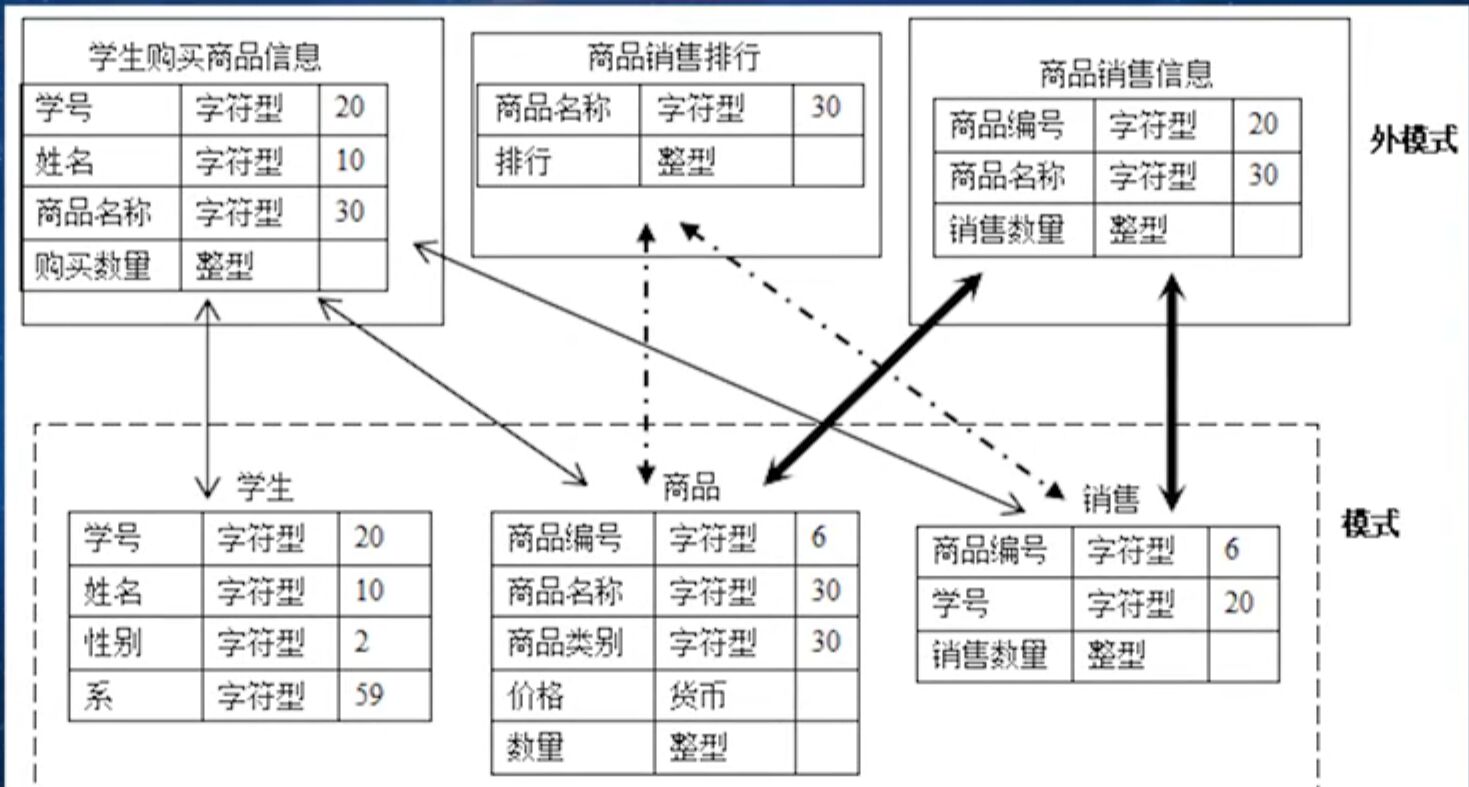 学生购买商品信息
学号 字符型 20
姓名 字符型 10
商品名称 字符型 30
购买数量 整型
商品销售排行
商品名称 字符型 30
排行 整型
商品销售信息
商品编号 字符型 20
商品名称 字符型 30
销售数量 整型
外模式
学生
学号 字符型 20
姓名 字符型 10
性别 字符型 2
系 字符型 59
商品
商品编号 字符型 6
商品名称 字符型 30
商品类别 字符型 30
价格 货币
数量 整型
销售
商品编号 字符型 6
学号 字符型 20
销售数量 整型
模式